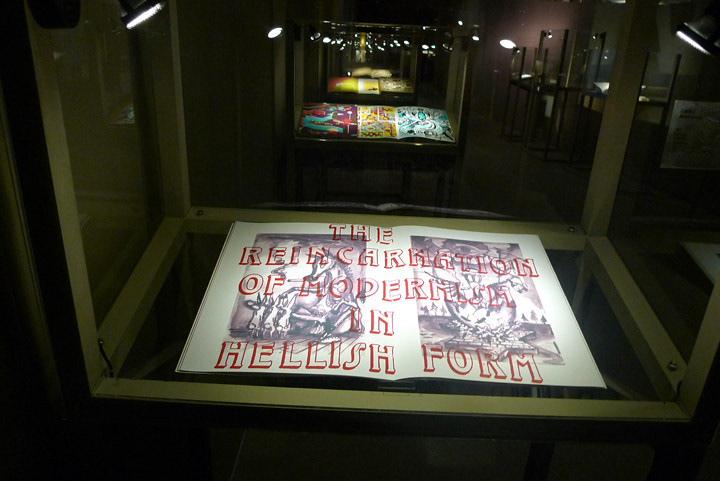 THE
REINCARNATION
OF MODERNISM
IN
HELLISH FORM